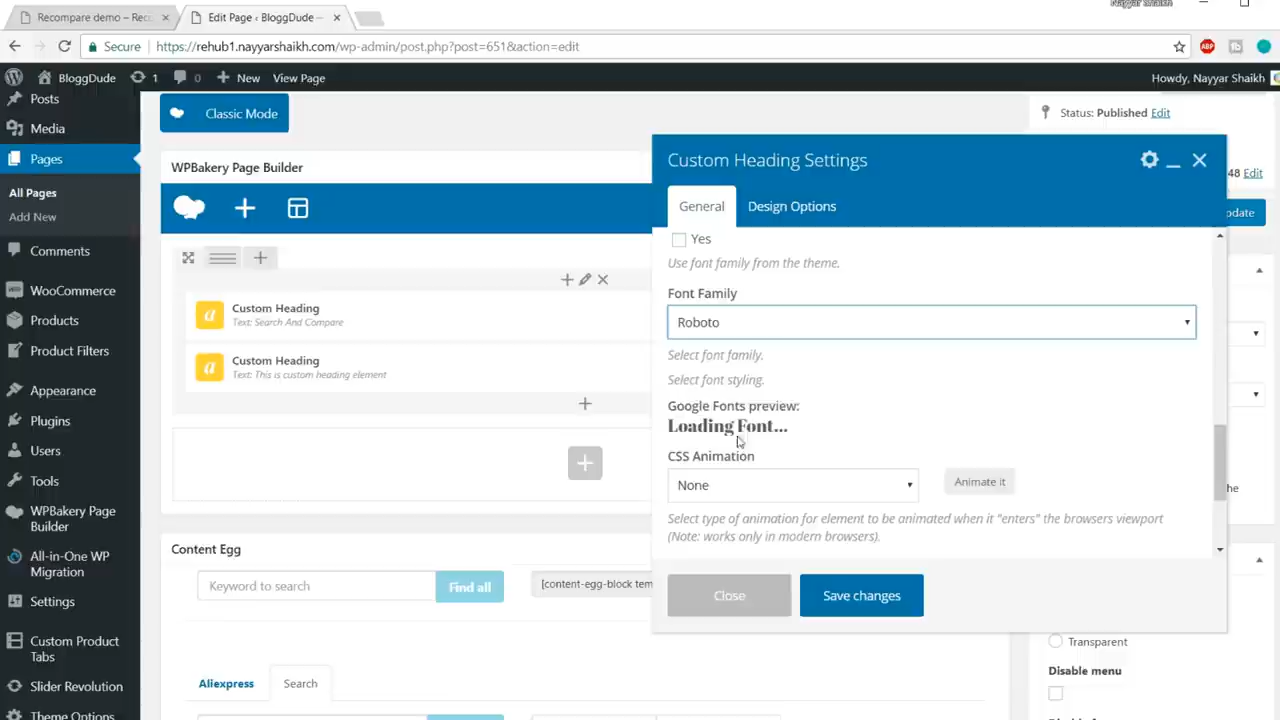 Nayyar Shaikh
Recompare demo – Rec
Edit Page ‹ BloggDude –
Secure
https://rehub1.nayyarshaikh.com/wp-admin/post.php?post=651&action=edit
ABP
BloggDude
1
0
New
View Page
Howdy, Nayyar Shaikh
Posts
Media
Pages
All Pages
Add New
Comments
WooCommerce
Products
Product Filters
Appearance
Plugins
Users
Tools
WPBakery Page
Builder
All-in-One WP
Migration
Settings
Custom Product
Tabs
Slider Revolution
Theme Options
Classic Mode
WPBakery Page Builder
Custom Heading
Text: Search And Compare
Custom Heading
Text: This is custom heading element
Content Egg
Keyword to search
Find all
[content-egg-block tem
Aliexpress
Search
Custom Heading Settings
General
Design Options
Yes
Use font family from the theme.
Font Family
Roboto
Select font family.
Select font styling.
Google Fonts preview:
Loading Font...
CSS Animation
None
Animate it
Select type of animation for element to be animated when it "enters" the browsers viewport
(Note: works only in modern browsers).
Close
Save changes
Status: Published Edit
48 Edit
pdate
he
Transparent
Disable menu